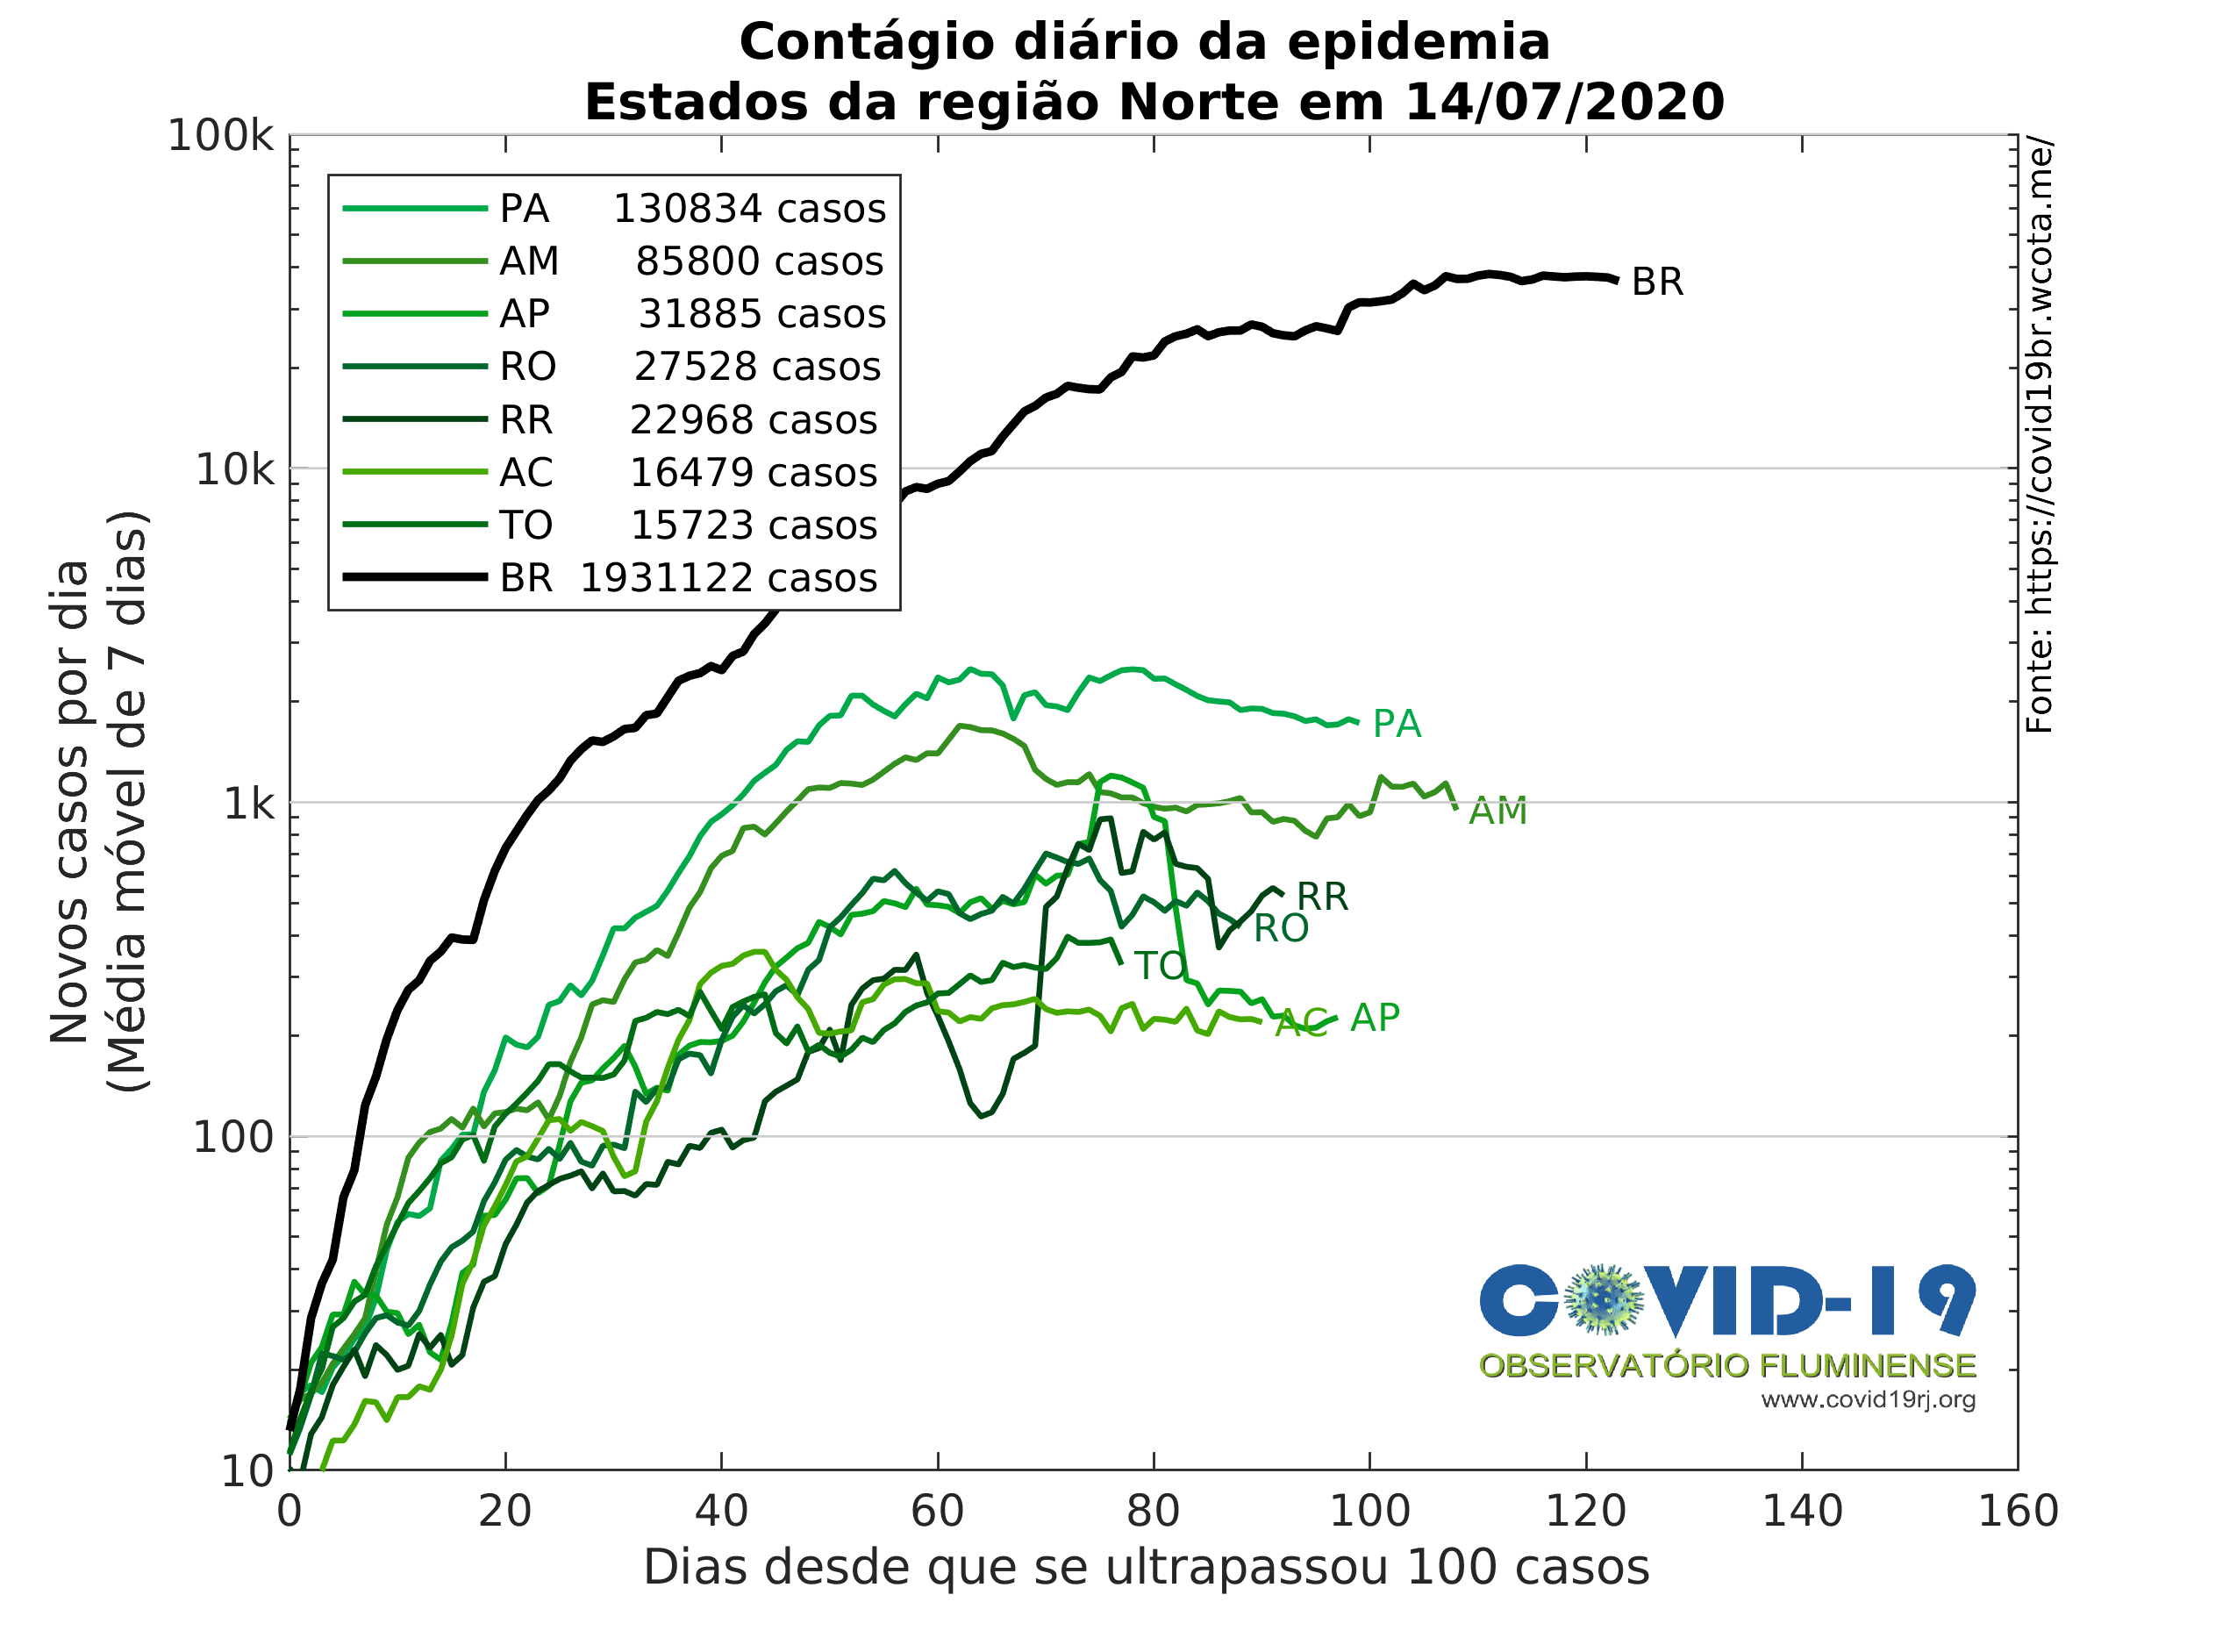 Contágio diário da epidemia
Estados da região Norte em 14/07/2020
100k
10k
1k
100
10
Novos casos por dia
(Média móvel de 7 dias)
PA 130834 casos
AM 85800 casos
AP 31885 casos
RO 27528 casos
RR 22968 casos
AC 16479 casos
TO 15723 casos
BR 1931122 casos
BR
PA
AM
RR
RO
TO
AC
AP
Fonte: https://covid19br.wcota.me/
COVID-19
OBSERVATÓRIO FLUMINENSE
www.covid19rj.org
0 20 40 60 80 100 120 140 160
Dias desde que se ultrapassou 100 casos